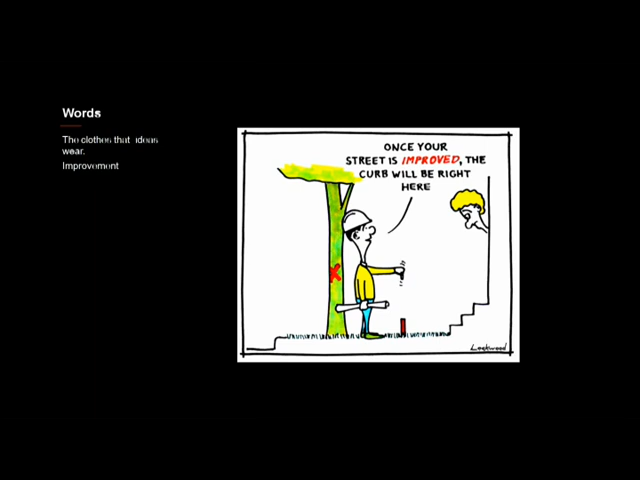 Words
The clothes that ideas
wear.
Improvement
ONCE YOUR
STREET IS IMPROVED, THE
CURB WILL BE RIGHT
HERE
Lockwood